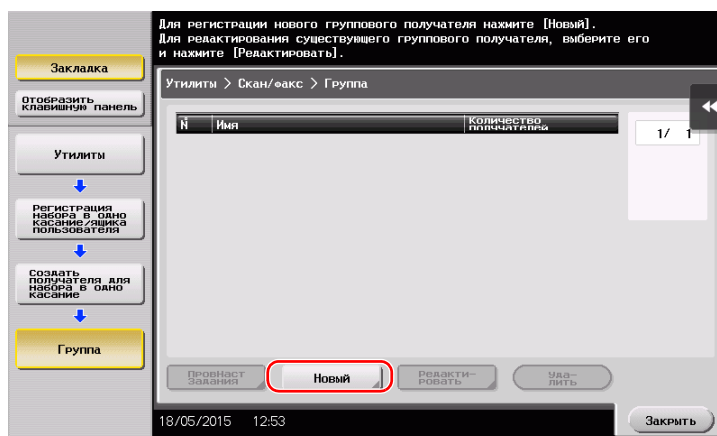 Для регистрации нового группового получателя нажмите [Новый].
Для редактирования существующего группового получателя, выберите его
и нажмите [Редактировать].
Закладка
Отобразить
клавишную панель
Утилиты > Скан/факс > Группа
№ Имя Количество
получателей
1/ 1
Утилиты
Регистрация
набора в одно
касание/ящика
пользователя
Создать
получателя для
набора в одно
касание
Группа
ПровНаст
Задания
Новый
Редакти-
ровать
Уда-
лить
18/05/2015 12:53
Закрыть